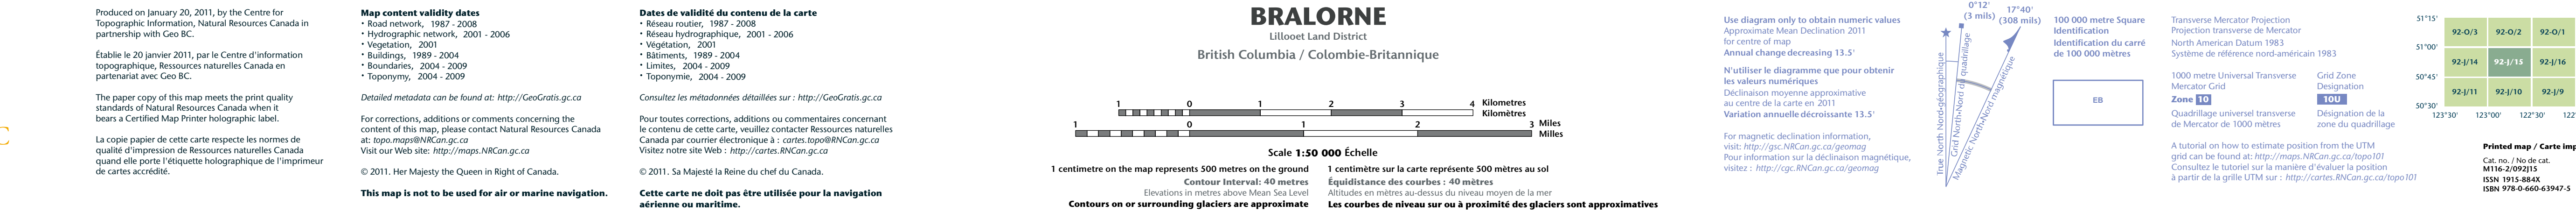 C
Produced on January 20, 2011, by the Centre for
Topographic Information, Natural Resources Canada in
partnership with Geo BC.
Établie le 20 janvier 2011, par le Centre d'information
topographique, Ressources naturelles Canada en
partenariat avec Geo BC.
The paper copy of this map meets the print quality
standards of Natural Resources Canada when it
bears a Certified Map Printer holographic label.
La copie papier de cette carte respecte les normes de
qualité d'impression de Ressources naturelles Canada
quand elle porte l'étiquette holographique de l'imprimeur
de cartes accrédité.
Map content validity dates
• Road network, 1987 - 2008
• Hydrographic network, 2001 - 2006
• Vegetation, 2001
• Buildings, 1989 - 2004
• Boundaries, 2004 - 2009
• Toponymy, 2004 - 2009
Detailed metadata can be found at: http://GeoGratis.gc.ca
For corrections, additions or comments concerning the
content of this map, please contact Natural Resources Canada
at: topo.maps@NRCan.gc.ca
Visit our Web site: http://maps.NRCan.gc.ca
© 2011. Her Majesty the Queen in Right of Canada.
This map is not to be used for air or marine navigation.
Dates de validité du contenu de la carte
• Réseau routier, 1987 - 2008
• Réseau hydrographique, 2001 - 2006
• Végétation, 2001
• Bâtiments, 1989 - 2004
• Limites, 2004 - 2009
• Toponymie, 2004 - 2009
Consultez les métadonnées détaillées sur : http://GeoGratis.gc.ca
Pour toutes corrections, additions ou commentaires concernant
le contenu de cette carte, veuillez contacter Ressources naturelles
Canada par courrier électronique à : cartes.topo@RNCan.gc.ca
Visitez notre site Web : http://cartes.RNCan.gc.ca
© 2011. Sa Majesté la Reine du chef du Canada.
Cette carte ne doit pas être utilisée pour la navigation
aérienne ou maritime.
BRALORNE
Lillooet Land District
British Columbia / Colombie-Britannique
1 0 1 2 3 4 Kilometres
Kilomètres
1 0 1 2 3 Miles
Milles
Scale 1:50 000 Échelle
1 centimetre on the map represents 500 metres on the ground
1 centimètre sur la carte représente 500 mètres au sol
Contour Interval: 40 metres
Équidistance des courbes : 40 mètres
Elevations in metres above Mean Sea Level
Altitudes en mètres au-dessus du niveau moyen de la mer
Contours on or surrounding glaciers are approximate
Les courbes de niveau sur ou à proximité des glaciers sont approximatives
Use diagram only to obtain numeric values
Approximate Mean Declination 2011
for centre of map
Annual change decreasing 13.5'
N'utiliser le diagramme que pour obtenir
les valeurs numériques
Déclinaison moyenne approximative
au centre de la carte en 2011
Variation annuelle décroissante 13.5'
For magnetic declination information,
visit: http://gsc.NRCan.gc.ca/geomag
Pour information sur la déclinaison magnétique,
visitez : http://cgc.RNCan.gc.ca/geomag
0°12'
(3 mils)
17°40'
(308 mils)
True North Nord géographique
Grid North Nord du quadrillage
Magnetic North Nord magnétique
100 000 metre Square
Identification
Identification du carré
de 100 000 mètres
EB
Transverse Mercator Projection
Projection transverse de Mercator
North American Datum 1983
Système de référence nord-américain 1983
1000 metre Universal Transverse
Mercator Grid
Zone 10
Quadrillage universel transverse
de Mercator de 1000 mètres
Grid Zone
Designation
10U
Désignation de la
zone du quadrillage
A tutorial on how to estimate position from the UTM
grid can be found at: http://maps.NRCan.gc.ca/topo101
Consultez le tutoriel sur la manière d'évaluer la position
à partir de la grille UTM sur : http://cartes.RNCan.gc.ca/topo101
51°15'
92-O/3 92-O/2 92-O/1
51°00'
92-J/14 92-J/15 92-J/16
50°45'
92-J/11 92-J/10 92-J/9
50°30'
123°30' 123°00' 122°30' 122
Printed map / Carte imp
Cat. no. / No de cat.
M116-2/092J15
ISSN 1915-884X
ISBN 978-0-660-63947-5